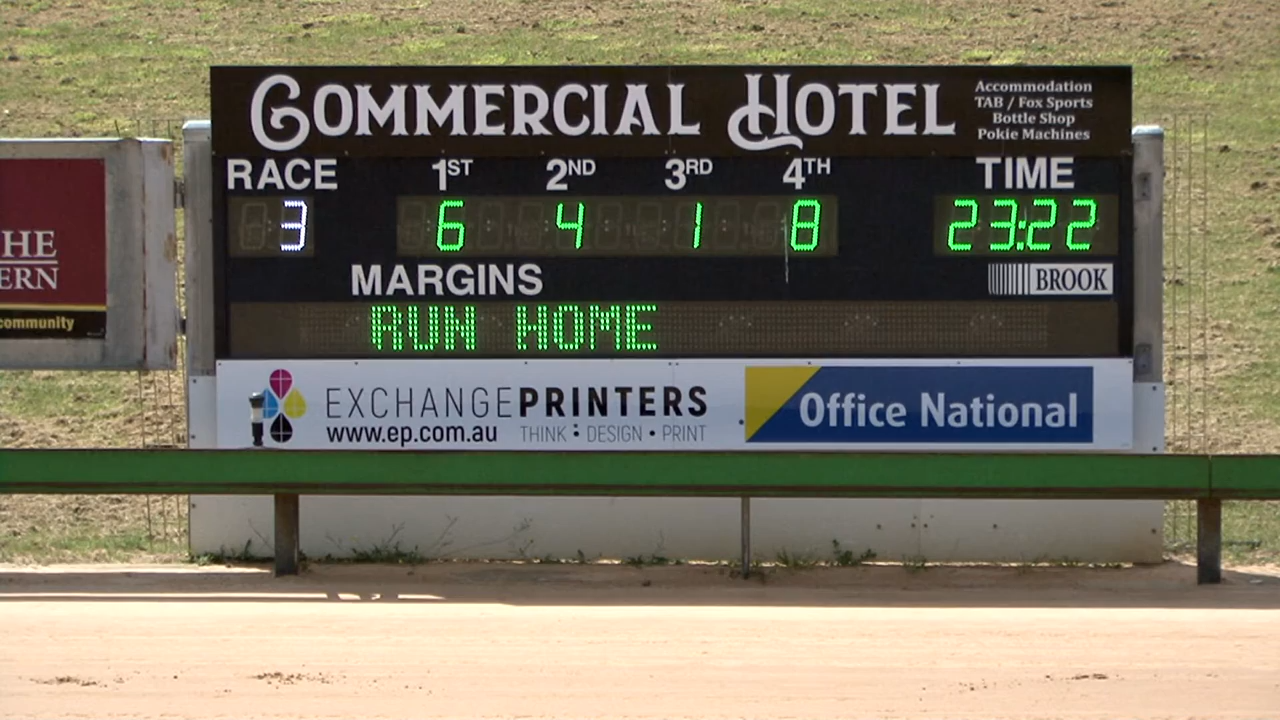 COMMERCIAL HOTEL
Accommodation
TAB / Fox Sports
Bottle Shop
Pokie Machines
RACE 1ST 2ND 3RD 4TH TIME
3 6 4 1 8 23:22
MARGINS
BROOK
RUN HOME
EXCHANGEPRINTERS
www.ep.com.au THINK • DESIGN • PRINT
Office National
THE
ERN
community